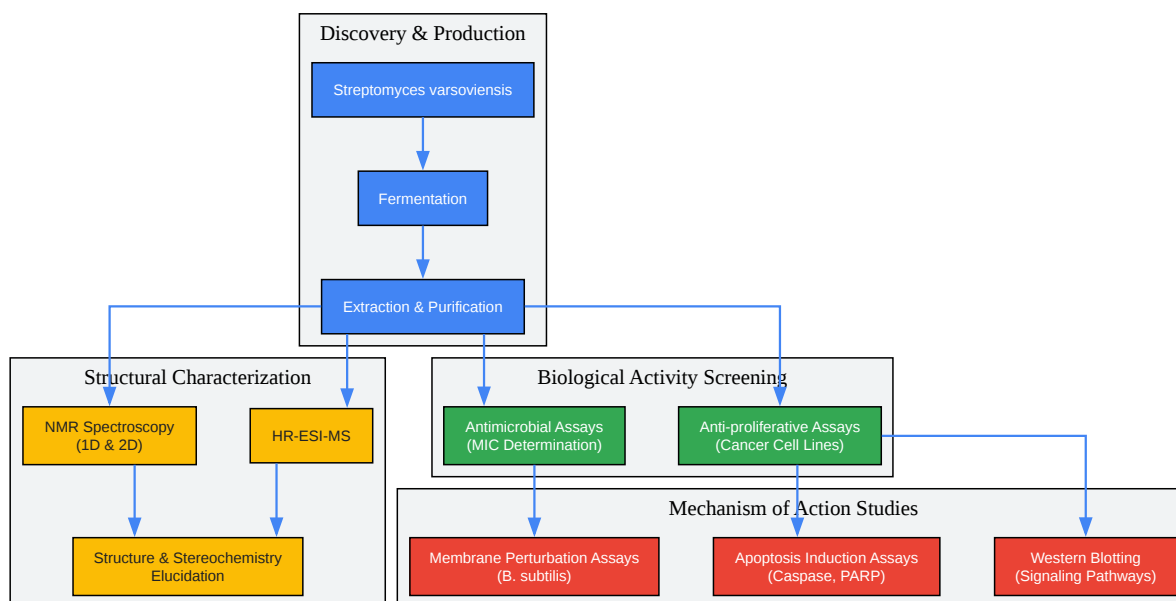 Discovery & Production
Streptomyces varsoviensis
Fermentation
Extraction & Purification
Structural Characterization
NMR Spectroscopy
(1D & 2D)
HR-ESI-MS
Structure & Stereochemistry
Elucidation
Biological Activity Screening
Antimicrobial Assays
(MIC Determination)
Anti-proliferative Assays
(Cancer Cell Lines)
Mechanism of Action Studies
Membrane Perturbation Assays
(B. subtilis)
Apoptosis Induction Assays
(Caspase, PARP)
Western Blotting
(Signaling Pathways)